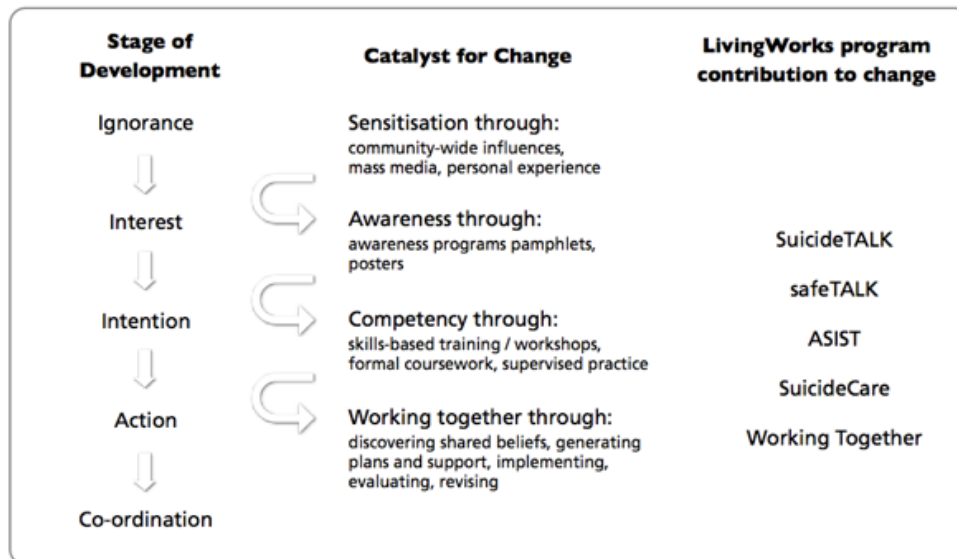 Stage of
Development
Ignorance
Interest
Intention
Action
Co-ordination
Catalyst for Change
Sensitisation through:
community-wide influences,
mass media, personal experience
Awareness through:
awareness programs pamphlets,
posters
Competency through:
skills-based training / workshops,
formal coursework, supervised practice
Working together through:
discovering shared beliefs, generating
plans and support, implementing,
evaluating, revising
LivingWorks program
contribution to change
SuicideTALK
safeTALK
ASIST
SuicideCare
Working Together